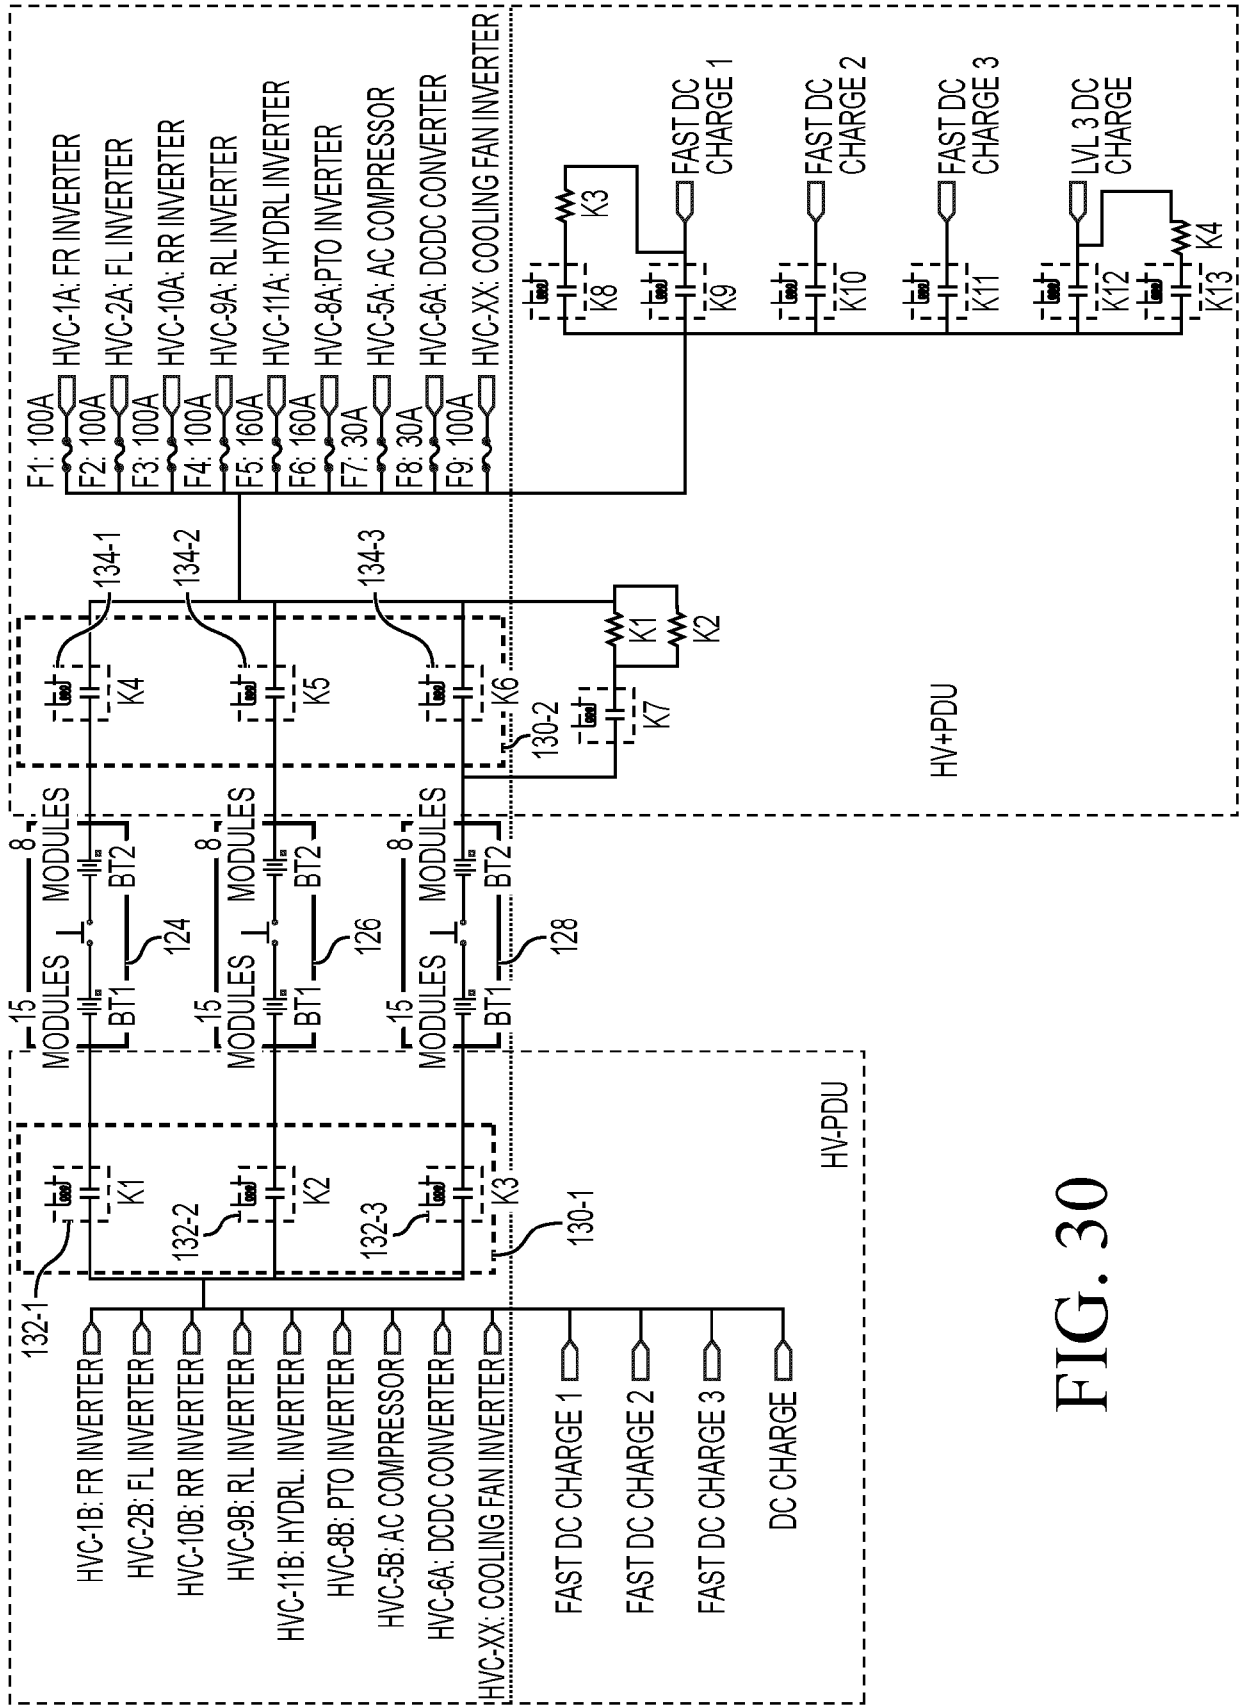 HVC-1B: FR INVERTER
HVC-2B: FL INVERTER
HVC-10B: RR INVERTER
HVC-9B: RL INVERTER
HVC-11B: HYDRL. INVERTER
HVC-8B: PTO INVERTER
HVC-5B: AC COMPRESSOR
HVC-6A: DCDC CONVERTER
HVC-XX: COOLING FAN INVERTER
FAST DC CHARGE 1
FAST DC CHARGE 2
FAST DC CHARGE 3
DC CHARGE
132-1
K1
132-2
K2
132-3
K3
130-1
HV-PDU
15
MODULES
BT1
8
MODULES
BT2
124
15
MODULES
BT1
8
MODULES
BT2
126
15
MODULES
BT1
8
MODULES
BT2
128
134-1
K4
134-2
K5
134-3
K6
130-2
K7
K1
K2
F1: 100A
HVC-1A: FR INVERTER
F2: 100A
HVC-2A: FL INVERTER
F3: 100A
HVC-10A: RR INVERTER
F4: 100A
HVC-9A: RL INVERTER
F5: 160A
HVC-11A: HYDRL INVERTER
F6: 160A
HVC-8A:PTO INVERTER
F7: 30A
HVC-5A: AC COMPRESSOR
F8: 30A
HVC-6A: DCDC CONVERTER
F9: 100A
HVC-XX: COOLING FAN INVERTER
K8
K3
K9
FAST DC
CHARGE 1
K10
FAST DC
CHARGE 2
K11
FAST DC
CHARGE 3
K12
LVL 3 DC
CHARGE
K13
K4
HV+PDU
FIG. 30